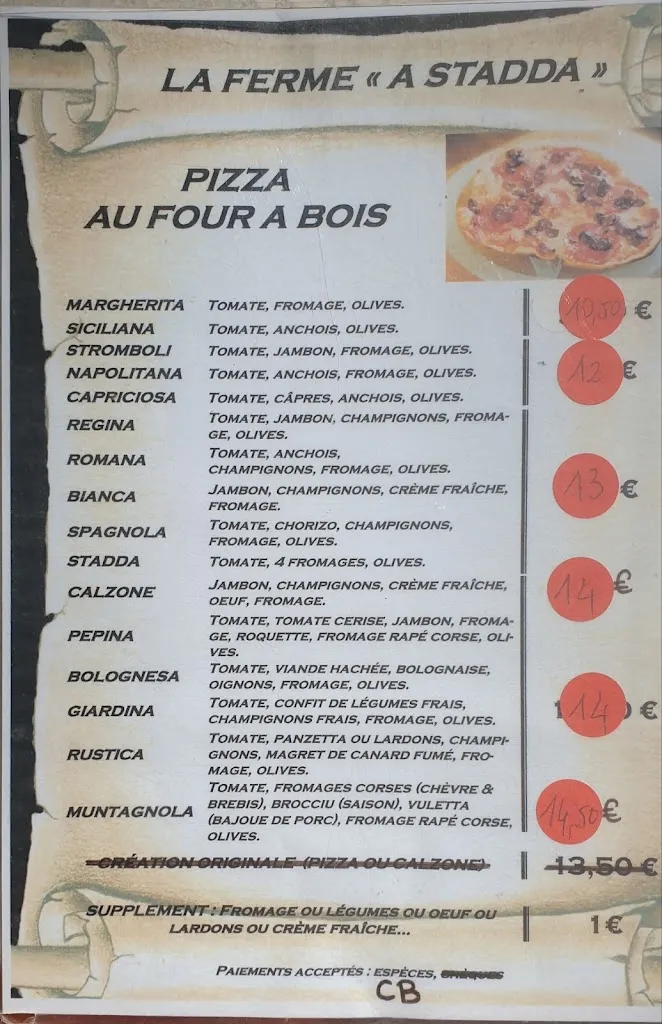 LA FERME « A STADDA »
PIZZA
AU FOUR A BOIS
MARGHERITA TOMATE, FROMAGE, OLIVES. 10,50 €
SICILIANA TOMATE, ANCHOIS, OLIVES.
STROMBOLI TOMATE, JAMBON, FROMAGE, OLIVES.
NAPOLITANA TOMATE, ANCHOIS, FROMAGE, OLIVES. 12 €
CAPRICIOSA TOMATE, CÂPRES, ANCHOIS, OLIVES.
REGINA TOMATE, JAMBON, CHAMPIGNONS, FROMA-
GE, OLIVES.
ROMANA TOMATE, ANCHOIS,
CHAMPIGNONS, FROMAGE, OLIVES.
BIANCA JAMBON, CHAMPIGNONS, CRÈME FRAÎCHE, 13 €
FROMAGE.
SPAGNOLA TOMATE, CHORIZO, CHAMPIGNONS,
FROMAGE, OLIVES.
STADDA TOMATE, 4 FROMAGES, OLIVES.
CALZONE JAMBON, CHAMPIGNONS, CRÈME FRAÎCHE, 14 €
OEUF, FROMAGE.
PEPINA TOMATE, TOMATE CERISE, JAMBON, FROMA-
GE, ROQUETTE, FROMAGE RAPÉ CORSE, OLI-
VES.
BOLOGNESA TOMATE, VIANDE HACHÉE, BOLOGNAISE,
OIGNONS, FROMAGE, OLIVES.
GIARDINA TOMATE, CONFIT DE LÉGUMES FRAIS, 14 €
CHAMPIGNONS FRAIS, FROMAGE, OLIVES.
RUSTICA TOMATE, PANZETTA OU LARDONS, CHAMPI-
GNONS, MAGRET DE CANARD FUMÉ, FRO-
MAGE, OLIVES.
MUNTAGNOLA TOMATE, FROMAGES CORSES (CHÈVRE & 14,50 €
BREBIS), BROCCIU (SAISON), VULETTA
(BAJOUE DE PORC), FROMAGE RAPÉ CORSE,
OLIVES.
CRÉATION ORIGINALE (PIZZA OU CALZONE) 13,50 €
SUPPLEMENT : FROMAGE OU LÉGUMES OU OEUF OU
LARDONS OU CRÈME FRAÎCHE... 1 €
PAIEMENTS ACCEPTÉS : ESPÈCES, CHÈQUES
CB